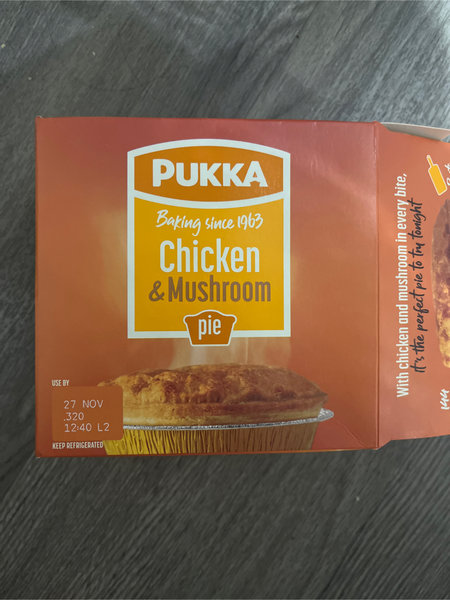 PUKKA
Baking since 1963
Chicken
& Mushroom
pie
USE BY
27 NOV
.320
12:40 L2
KEEP REFRIGERATED
With chicken and mushroom in every bite,
It's the perfect pie to try tonight